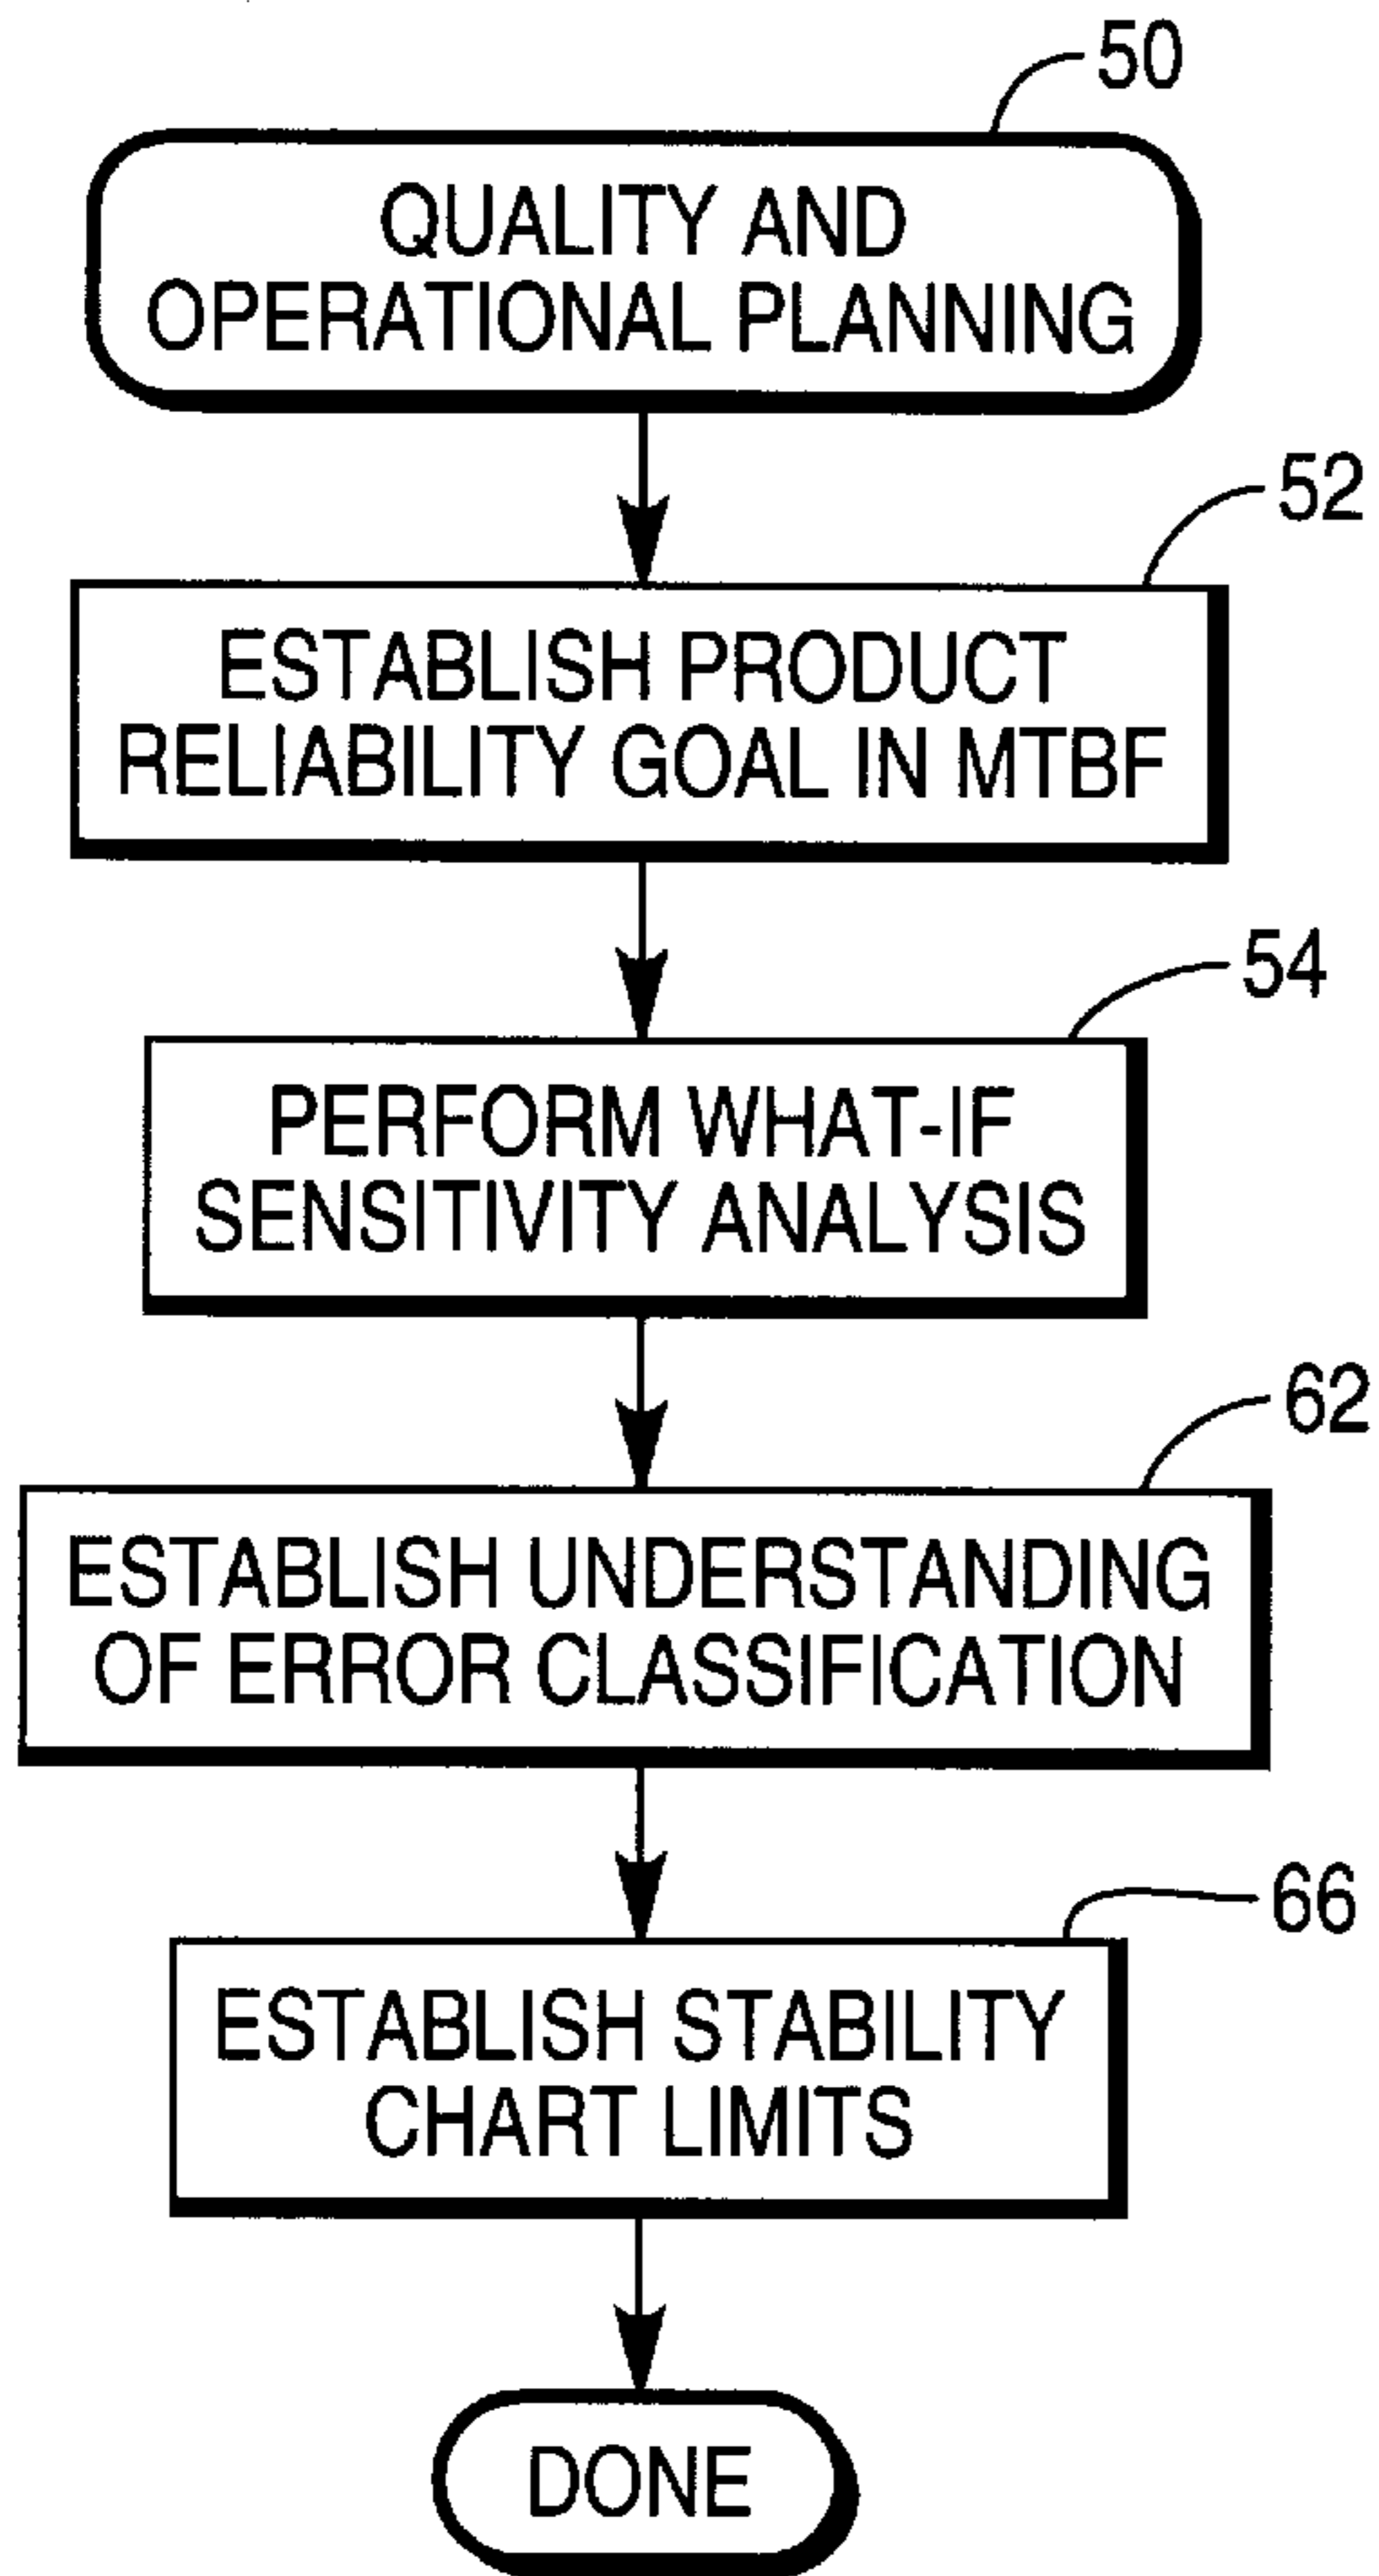 50
QUALITY AND
OPERATIONAL PLANNING
52
ESTABLISH PRODUCT
RELIABILITY GOAL IN MTBF
54
PERFORM WHAT-IF
SENSITIVITY ANALYSIS
62
ESTABLISH UNDERSTANDING
OF ERROR CLASSIFICATION
66
ESTABLISH STABILITY
CHART LIMITS
DONE